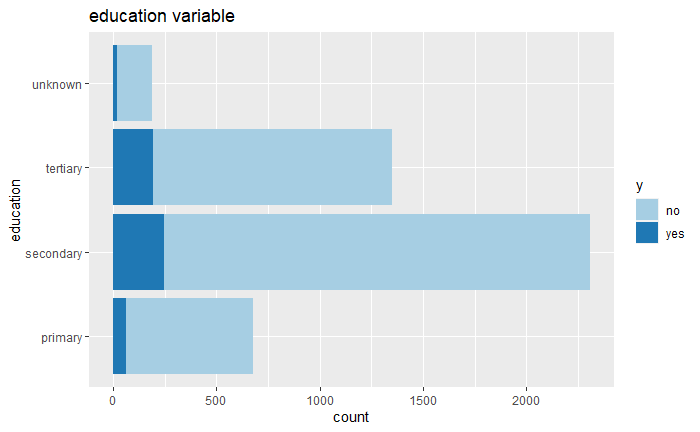 education variable
education
unknown
tertiary
secondary
primary
0
500
1000
1500
2000
count
y
no
yes